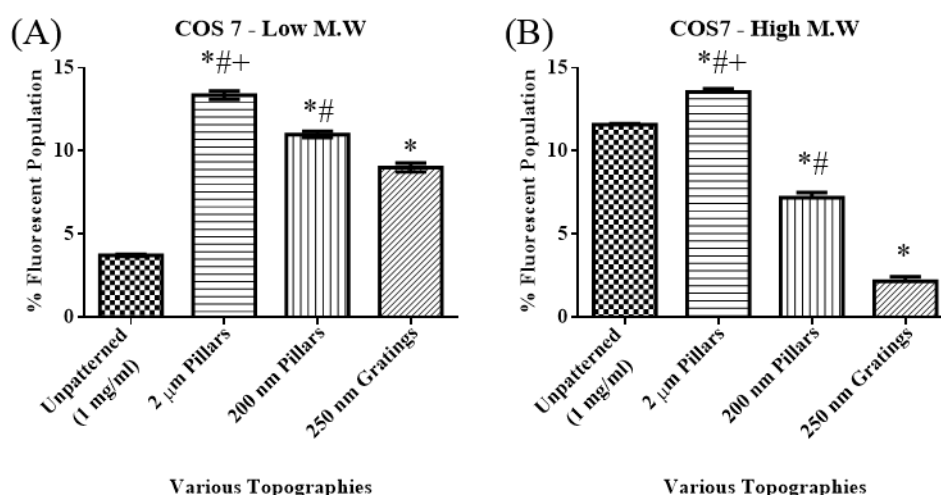 (A)
COS 7 - Low M.W
% Fluorescent Population
15
10
5
0
*#+
*#
*
Unpatterned
(1 mg/ml)
2 μm Pillars
200 nm Pillars
250 nm Gratings
Various Topographies
(B)
COS7 - High M.W
% Fluorescent Population
15
10
5
0
*#+
*#
*
Unpatterned
(1 mg/ml)
2 μm Pillars
200 nm Pillars
250 nm Gratings
Various Topographies